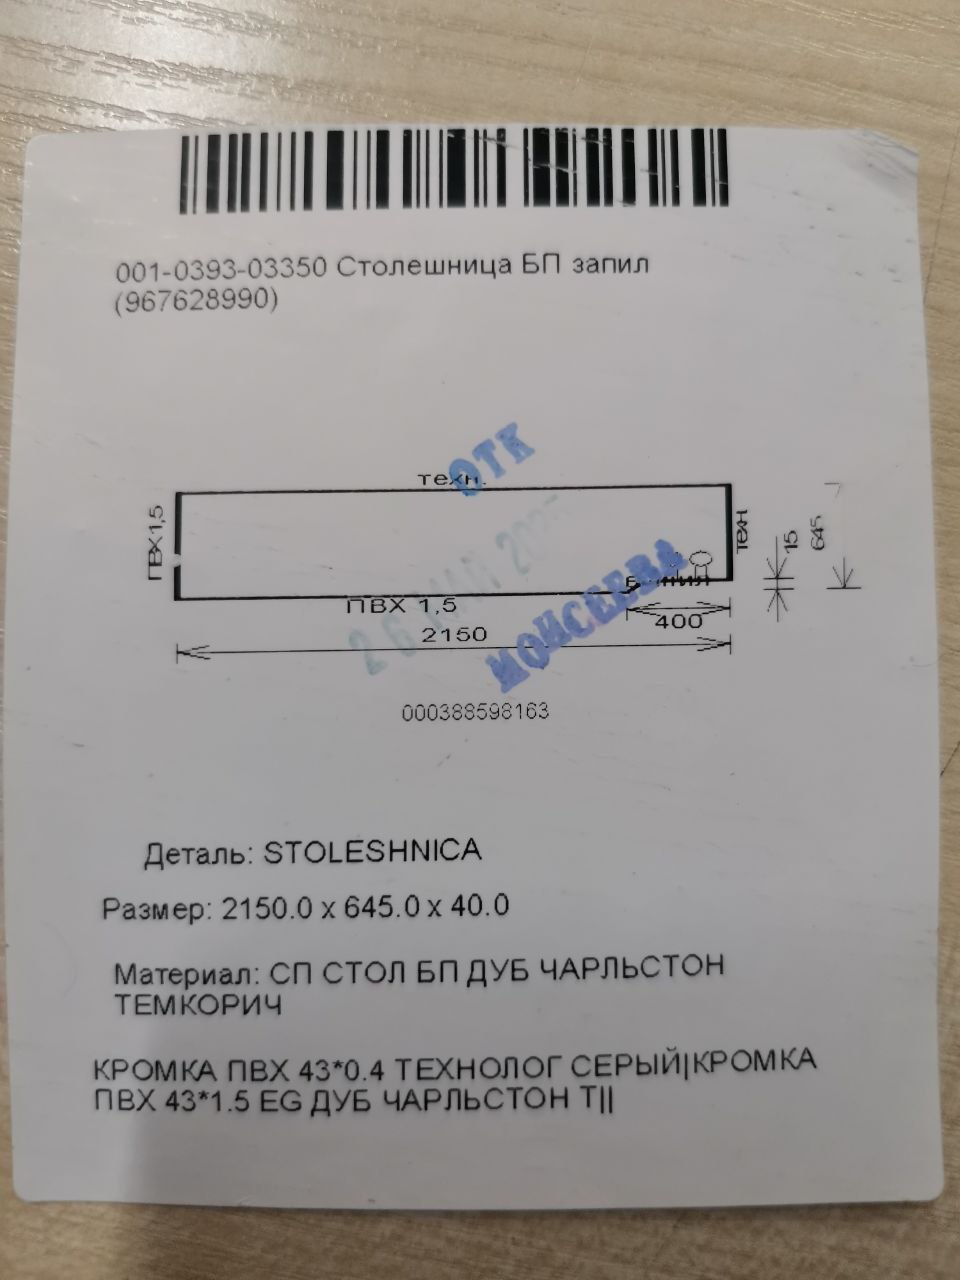 001-0393-03350 Столешница БП запил
(967628990)
ОТК
техн.
ПВХ 1,5
техн
15
645
МОИСЕЕВА
ПВХ 1,5
400
2150
000388598163
Деталь: STOLESHNICA
Размер: 2150.0 x 645.0 x 40.0
Материал: СП СТОЛ БП ДУБ ЧАРЛЬСТОН
ТЕМКОРИЧ
КРОМКА ПВХ 43*0.4 ТЕХНОЛОГ СЕРЫЙ|КРОМКА
ПВХ 43*1.5 EG ДУБ ЧАРЛЬСТОН Т||